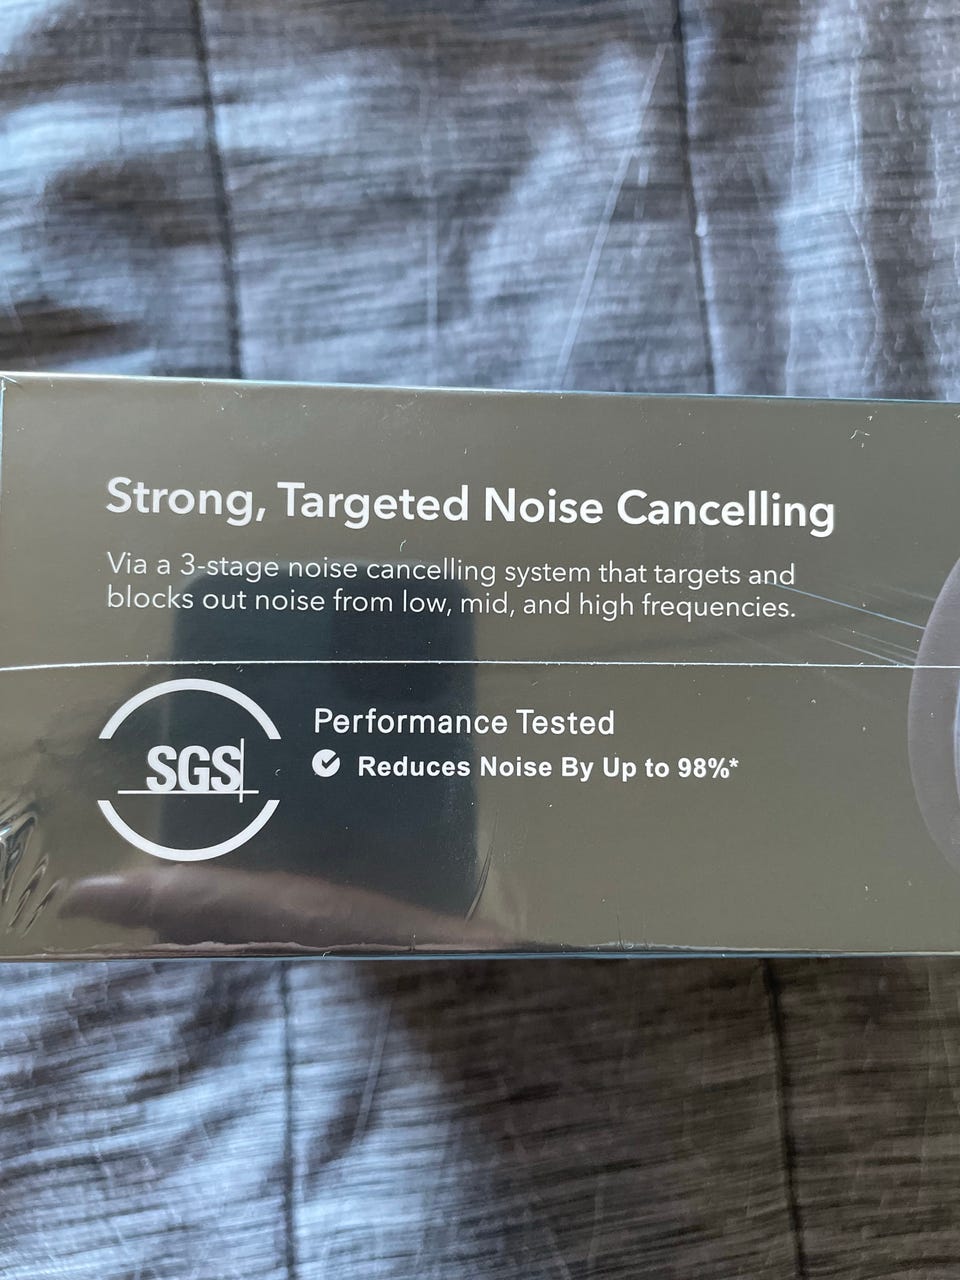 Strong, Targeted Noise Cancelling
Via a 3-stage noise cancelling system that targets and
blocks out noise from low, mid, and high frequencies.
SGS
Performance Tested
Reduces Noise By Up to 98%*